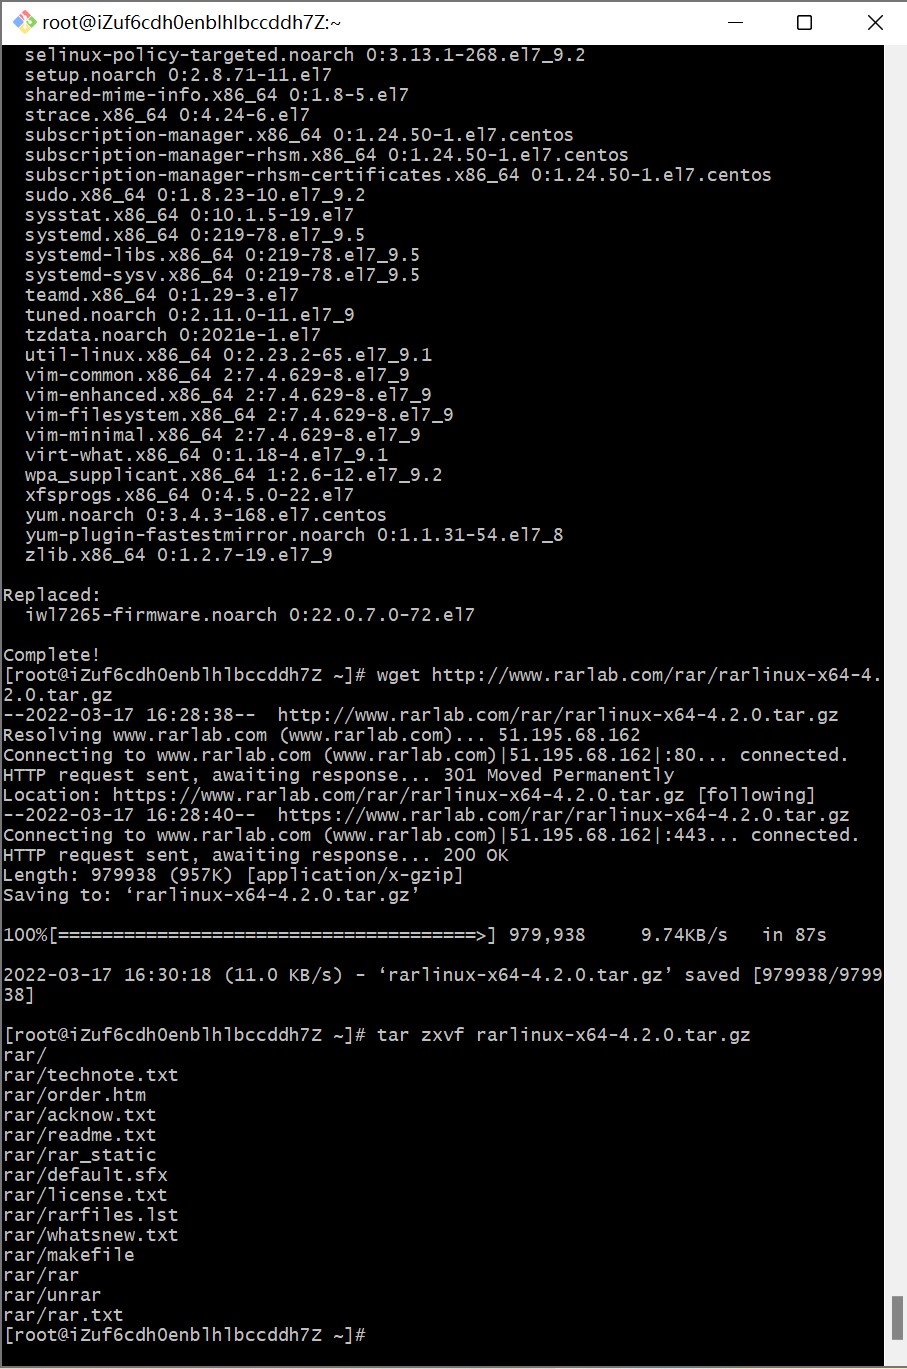 root@iZuf6cdh0enblhlbccddh7Z:~
selinux-policy-targeted.noarch 0:3.13.1-268.el7_9.2
setup.noarch 0:2.8.71-11.el7
shared-mime-info.x86_64 0:1.8-5.el7
strace.x86_64 0:4.24-6.el7
subscription-manager.x86_64 0:1.24.50-1.el7.centos
subscription-manager-rhsm.x86_64 0:1.24.50-1.el7.centos
subscription-manager-rhsm-certificates.x86_64 0:1.24.50-1.el7.centos
sudo.x86_64 0:1.8.23-10.el7_9.2
sysstat.x86_64 0:10.1.5-19.el7
systemd.x86_64 0:219-78.el7_9.5
systemd-libs.x86_64 0:219-78.el7_9.5
systemd-sysv.x86_64 0:219-78.el7_9.5
teamd.x86_64 0:1.29-3.el7
tuned.noarch 0:2.11.0-11.el7_9
tzdata.noarch 0:2021e-1.el7
util-linux.x86_64 0:2.23.2-65.el7_9.1
vim-common.x86_64 2:7.4.629-8.el7_9
vim-enhanced.x86_64 2:7.4.629-8.el7_9
vim-filesystem.x86_64 2:7.4.629-8.el7_9
vim-minimal.x86_64 2:7.4.629-8.el7_9
virt-what.x86_64 0:1.18-4.el7_9.1
wpa_supplicant.x86_64 1:2.6-12.el7_9.2
xfsprogs.x86_64 0:4.5.0-22.el7
yum.noarch 0:3.4.3-168.el7.centos
yum-plugin-fastestmirror.noarch 0:1.1.31-54.el7_8
zlib.x86_64 0:1.2.7-19.el7_9
Replaced:
iwl7265-firmware.noarch 0:22.0.7.0-72.el7
Complete!
[root@iZuf6cdh0enblhlbccddh7Z ~]# wget http://www.rarlab.com/rar/rarlinux-x64-4.
2.0.tar.gz
--2022-03-17 16:28:38--  http://www.rarlab.com/rar/rarlinux-x64-4.2.0.tar.gz
Resolving www.rarlab.com (www.rarlab.com)... 51.195.68.162
Connecting to www.rarlab.com (www.rarlab.com)|51.195.68.162|:80... connected.
HTTP request sent, awaiting response... 301 Moved Permanently
Location: https://www.rarlab.com/rar/rarlinux-x64-4.2.0.tar.gz [following]
--2022-03-17 16:28:40--  https://www.rarlab.com/rar/rarlinux-x64-4.2.0.tar.gz
Connecting to www.rarlab.com (www.rarlab.com)|51.195.68.162|:443... connected.
HTTP request sent, awaiting response... 200 OK
Length: 979938 (957K) [application/x-gzip]
Saving to: ‘rarlinux-x64-4.2.0.tar.gz’
100%[======================================>] 979,938     9.74KB/s   in 87s
2022-03-17 16:30:18 (11.0 KB/s) - ‘rarlinux-x64-4.2.0.tar.gz’ saved [979938/9799
38]
[root@iZuf6cdh0enblhlbccddh7Z ~]# tar zxvf rarlinux-x64-4.2.0.tar.gz
rar/
rar/technote.txt
rar/order.htm
rar/acknow.txt
rar/readme.txt
rar/rar_static
rar/default.sfx
rar/license.txt
rar/rarfiles.lst
rar/whatsnew.txt
rar/makefile
rar/rar
rar/unrar
rar/rar.txt
[root@iZuf6cdh0enblhlbccddh7Z ~]#